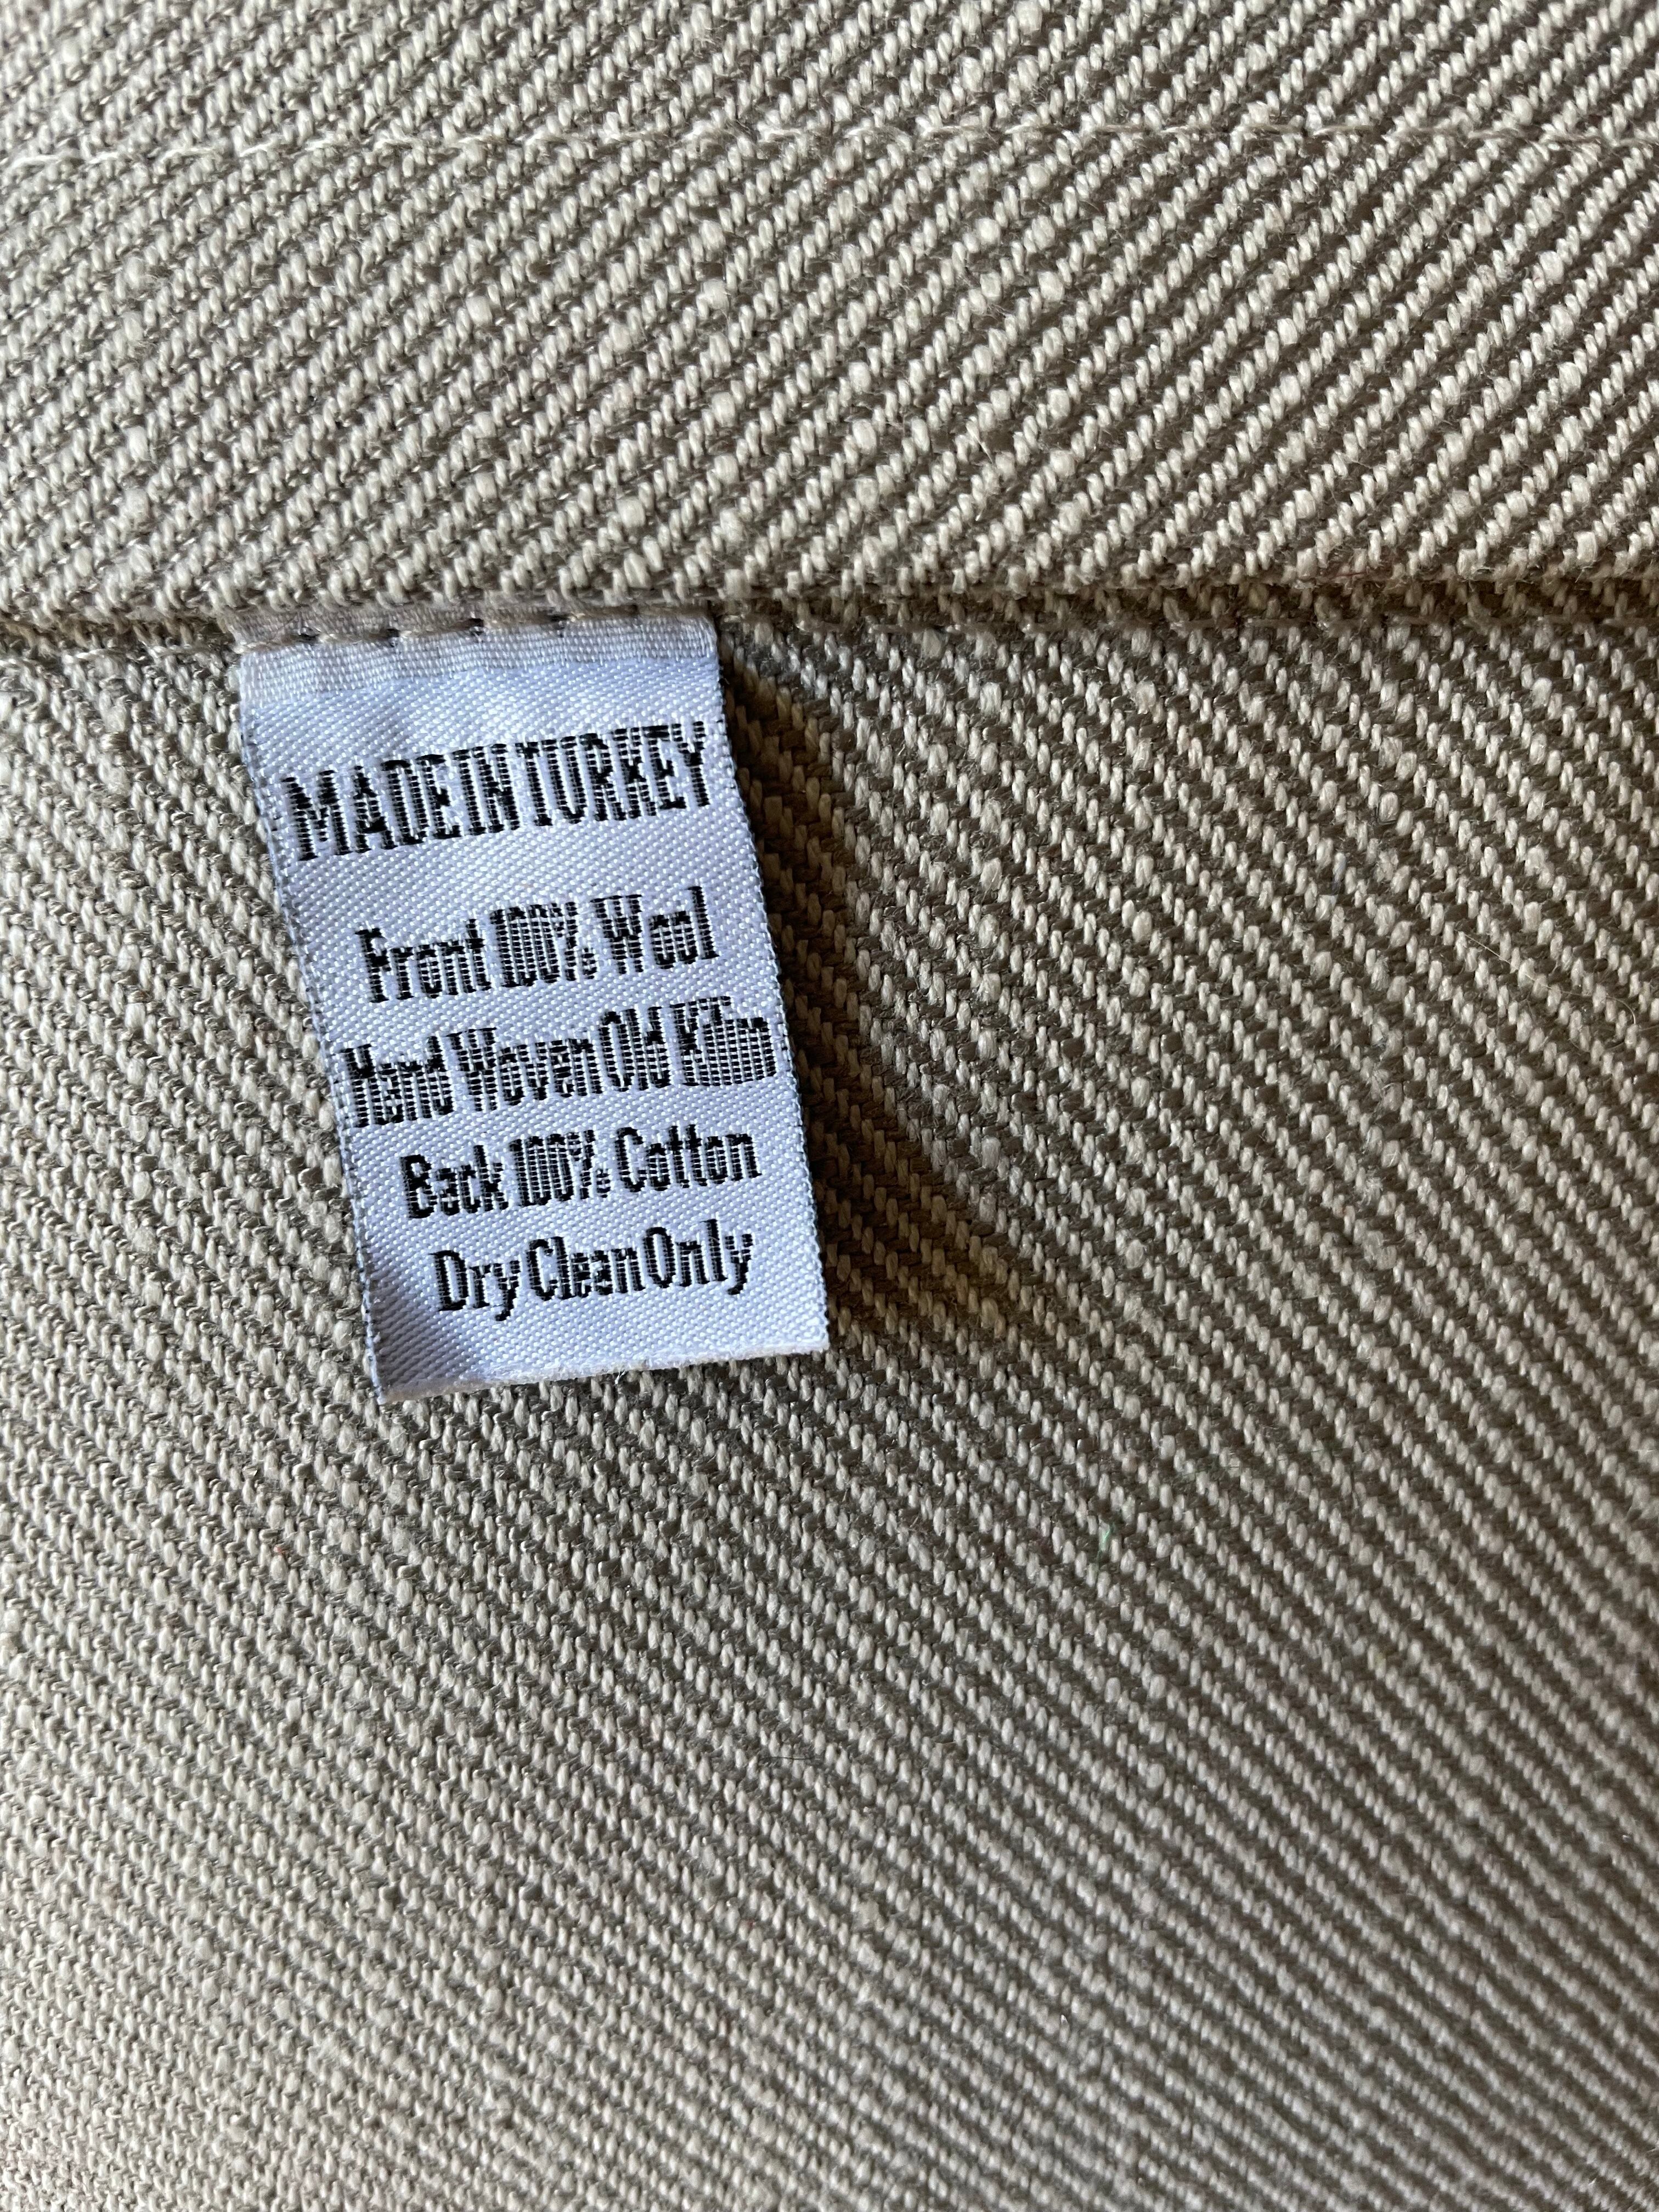 MADE IN TURKEY
Front 100% Wool
Hand Woven Old Kilim
Back 100% Cotton
Dry Clean Only